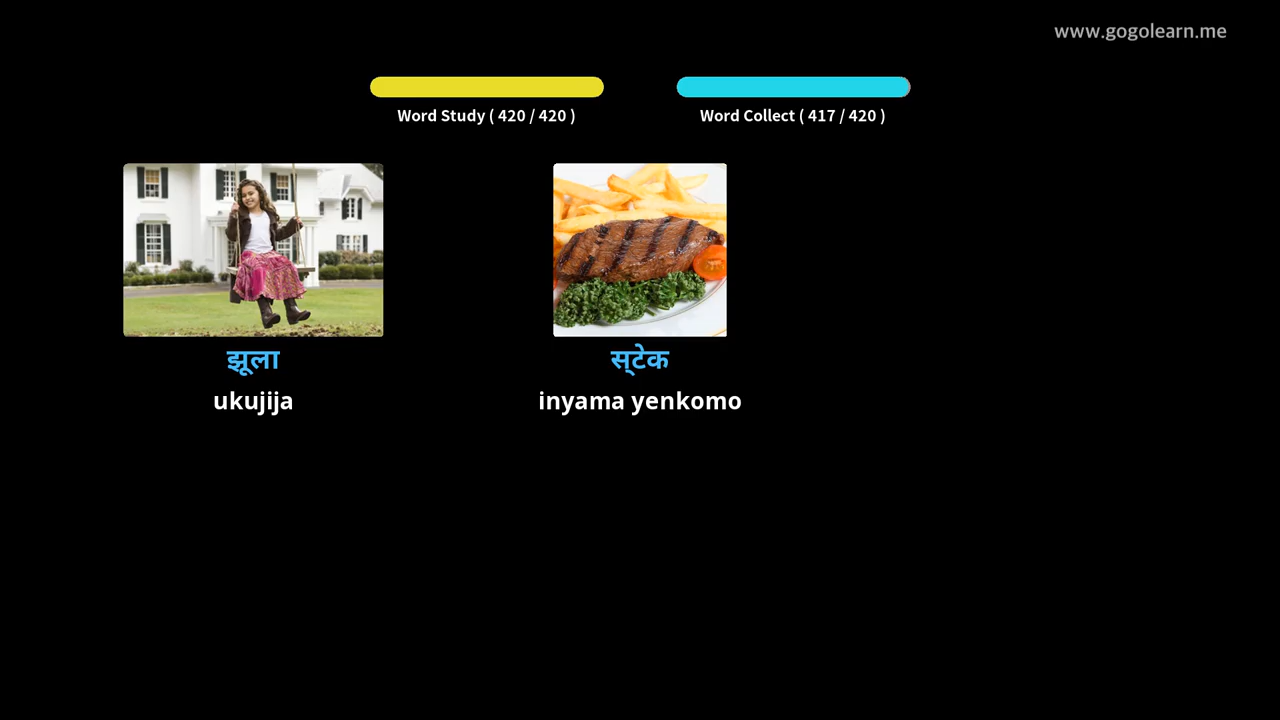 www.gogolearn.me
Word Study ( 420 / 420 )
Word Collect ( 417 / 420 )
झूला
स्टेक
ukujija
inyama yenkomo